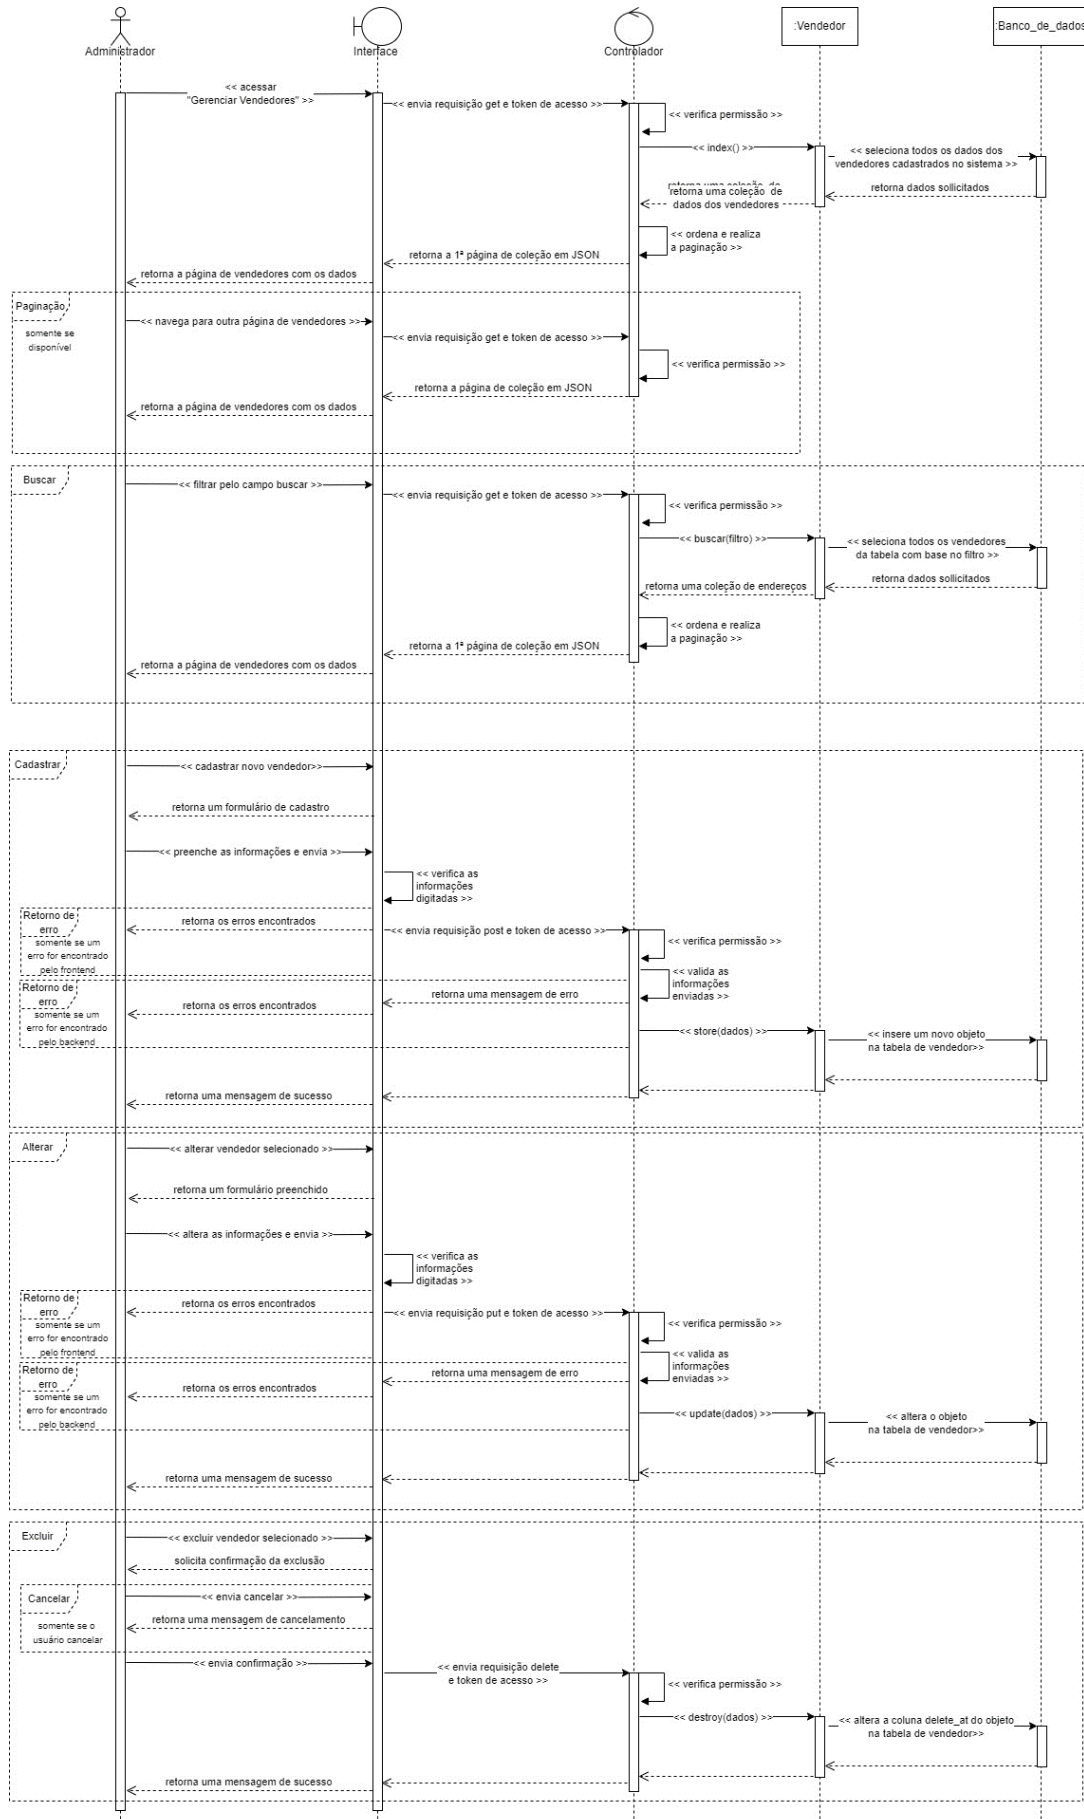 Administrador
Interface
Controlador
:Vendedor
:Banco_de_dados
<< acessar
"Gerenciar Vendedores" >>
<< envia requisição get e token de acesso >>
<< verifica permissão >>
<< index() >>
<< seleciona todos os dados dos
vendedores cadastrados no sistema >>
retorna dados sollicitados
retorna uma coleção de
retorna uma coleção de
dados dos vendedores
<< ordena e realiza
a paginação >>
retorna a 1ª página de coleção em JSON
retorna a página de vendedores com os dados
Paginação
somente se
disponível
<< navega para outra página de vendedores >>
<< envia requisição get e token de acesso >>
<< verifica permissão >>
retorna a página de coleção em JSON
retorna a página de vendedores com os dados
Buscar
<< filtrar pelo campo buscar >>
<< envia requisição get e token de acesso >>
<< verifica permissão >>
<< buscar(filtro) >>
<< seleciona todos os vendedores
da tabela com base no filtro >>
retorna dados sollicitados
retorna uma coleção de endereços
<< ordena e realiza
a paginação >>
retorna a 1ª página de coleção em JSON
retorna a página de vendedores com os dados
Cadastrar
<< cadastrar novo vendedor>>
retorna um formulário de cadastro
<< preenche as informações e envia >>
<< verifica as
informações
digitadas >>
Retorno de
erro
somente se um
erro for encontrado
pelo frontend
retorna os erros encontrados
<< envia requisição post e token de acesso >>
<< verifica permissão >>
<< valida as
informações
enviadas >>
Retorno de
erro
somente se um
erro for encontrado
pelo backend
retorna uma mensagem de erro
retorna os erros encontrados
<< store(dados) >>
<< insere um novo objeto
na tabela de vendedor>>
retorna uma mensagem de sucesso
Alterar
<< alterar vendedor selecionado >>
retorna um formulário preenchido
<< altera as informações e envia >>
<< verifica as
informações
digitadas >>
Retorno de
erro
somente se um
erro for encontrado
pelo frontend
retorna os erros encontrados
<< envia requisição put e token de acesso >>
<< verifica permissão >>
<< valida as
informações
enviadas >>
Retorno de
erro
somente se um
erro for encontrado
pelo backend
retorna uma mensagem de erro
retorna os erros encontrados
<< update(dados) >>
<< altera o objeto
na tabela de vendedor>>
retorna uma mensagem de sucesso
Excluir
<< excluir vendedor selecionado >>
solicita confirmação da exclusão
Cancelar
somente se o
usuário cancelar
<< envia cancelar >>
retorna uma mensagem de cancelamento
<< envia confirmação >>
<< envia requisição delete
e token de acesso >>
<< verifica permissão >>
<< destroy(dados) >>
<< altera a coluna delete_at do objeto
na tabela de vendedor>>
retorna uma mensagem de sucesso